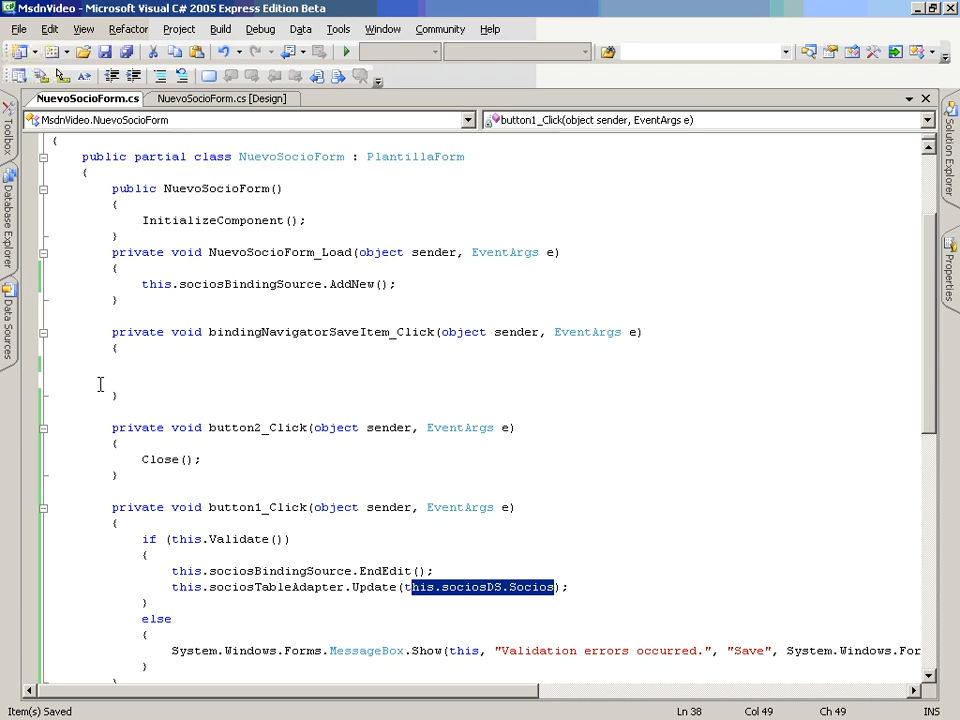 MsdnVideo - Microsoft Visual C# 2005 Express Edition Beta
File Edit View Refactor Project Build Debug Data Tools Window Community Help
NuevoSocioForm.cs NuevoSocioForm.cs [Design]
MsdnVideo.NuevoSocioForm button1_Click(object sender, EventArgs e)
Toolbox
Database Explorer
Data Sources
Solution Explorer
Properties
{
public partial class NuevoSocioForm : PlantillaForm
{
public NuevoSocioForm()
{
InitializeComponent();
}
private void NuevoSocioForm_Load(object sender, EventArgs e)
{
this.sociosBindingSource.AddNew();
}
private void bindingNavigatorSaveItem_Click(object sender, EventArgs e)
{
}
private void button2_Click(object sender, EventArgs e)
{
Close();
}
private void button1_Click(object sender, EventArgs e)
{
if (this.Validate())
{
this.sociosBindingSource.EndEdit();
this.sociosTableAdapter.Update(this.sociosDS.Socios);
}
else
{
System.Windows.Forms.MessageBox.Show(this, "Validation errors occurred.", "Save", System.Windows.For
}
Item(s) Saved Ln 38 Col 49 Ch 49 INS